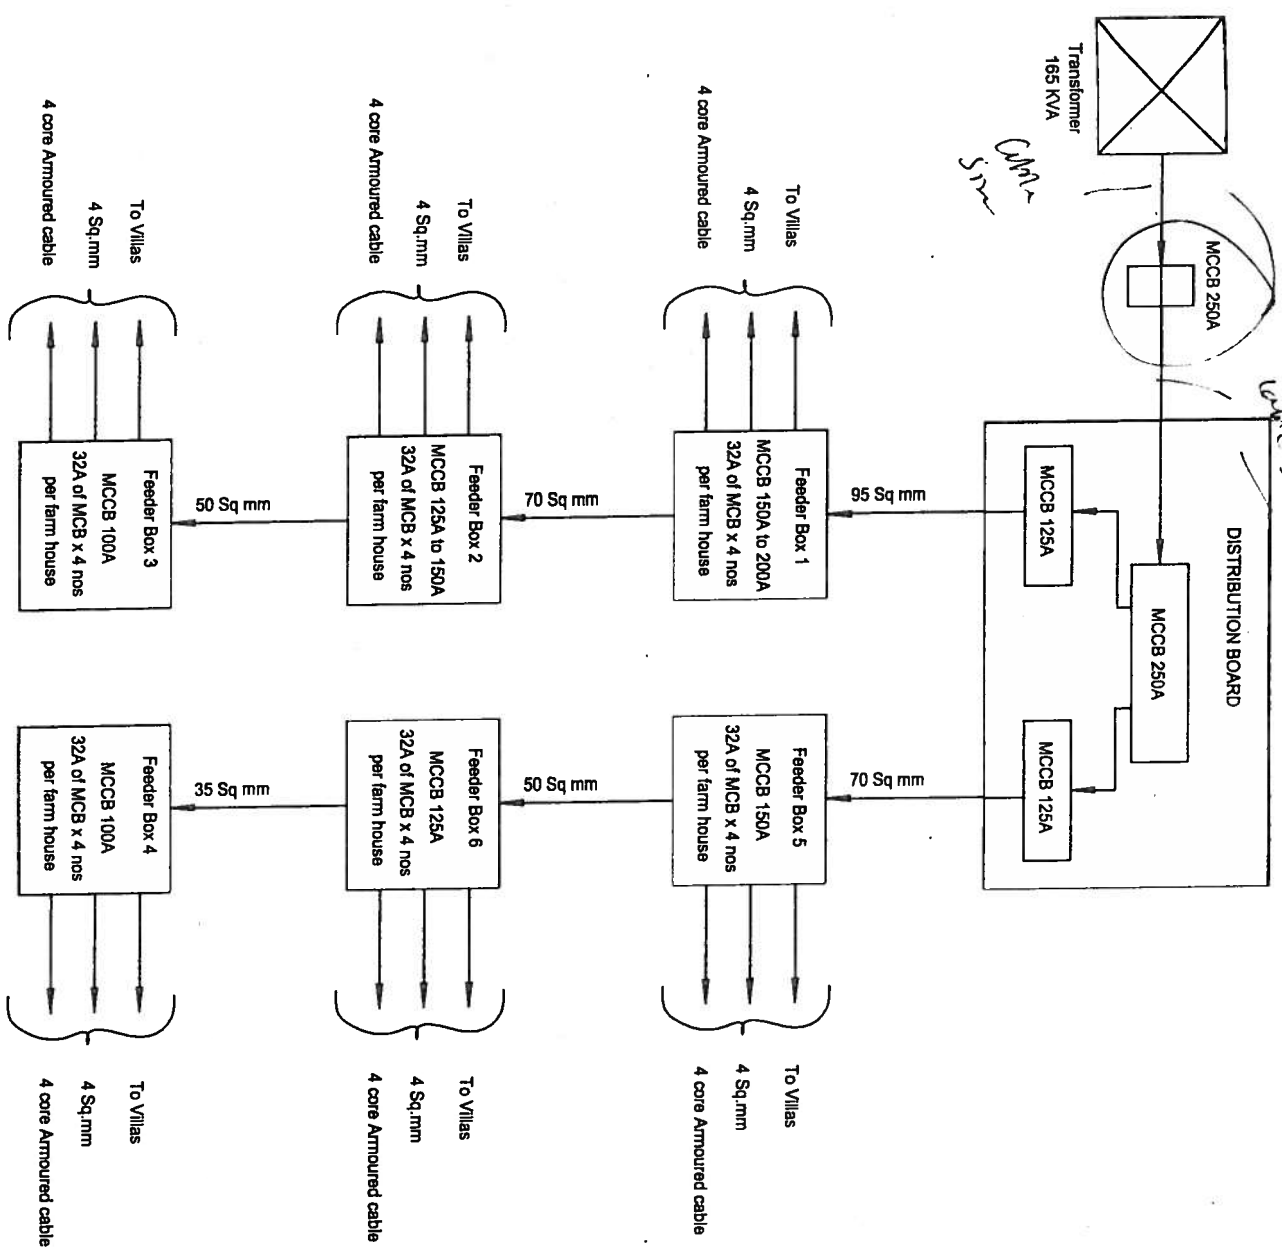 Transformer
165 KVA
Cable
Size
MCCB 250A
DISTRIBUTION BOARD
MCCB 250A
MCCB 125A
MCCB 125A
95 Sq mm
70 Sq mm
Feeder Box 1
MCCB 150A to 200A
32A of MCB x 4 nos
per farm house
To Villas
4 Sq.mm
4 core Armoured cable
Feeder Box 5
MCCB 150A
32A of MCB x 4 nos
per farm house
To Villas
4 Sq.mm
4 core Armoured cable
70 Sq mm
50 Sq mm
Feeder Box 2
MCCB 125A to 150A
32A of MCB x 4 nos
per farm house
To Villas
4 Sq.mm
4 core Armoured cable
Feeder Box 6
MCCB 125A
32A of MCB x 4 nos
per farm house
To Villas
4 Sq.mm
4 core Armoured cable
50 Sq mm
35 Sq mm
Feeder Box 3
MCCB 100A
32A of MCB x 4 nos
per farm house
To Villas
4 Sq.mm
4 core Armoured cable
Feeder Box 4
MCCB 100A
32A of MCB x 4 nos
per farm house
To Villas
4 Sq.mm
4 core Armoured cable